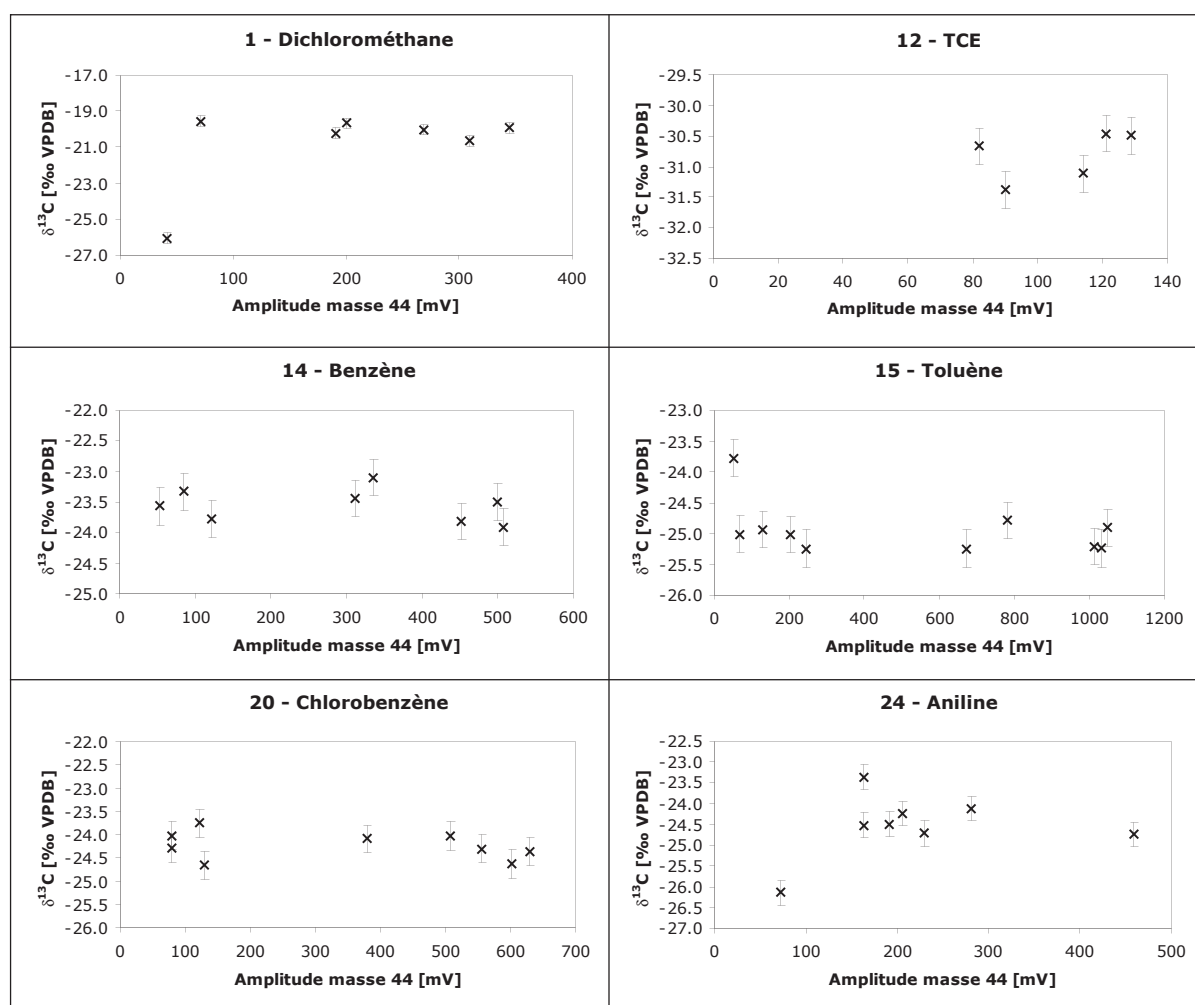 1 - Dichlorométhane
δ13C [‰ VPDB]
-17.0
-19.0
-21.0
-23.0
-25.0
-27.0
0 100 200 300 400
Amplitude masse 44 [mV]
12 - TCE
δ13C [‰ VPDB]
-29.5
-30.0
-30.5
-31.0
-31.5
-32.0
-32.5
0 20 40 60 80 100 120 140
Amplitude masse 44 [mV]
14 - Benzène
δ13C [‰ VPDB]
-22.0
-22.5
-23.0
-23.5
-24.0
-24.5
-25.0
0 100 200 300 400 500 600
Amplitude masse 44 [mV]
15 - Toluène
δ13C [‰ VPDB]
-23.0
-23.5
-24.0
-24.5
-25.0
-25.5
-26.0
0 200 400 600 800 1000 1200
Amplitude masse 44 [mV]
20 - Chlorobenzène
δ13C [‰ VPDB]
-22.0
-22.5
-23.0
-23.5
-24.0
-24.5
-25.0
-25.5
-26.0
0 100 200 300 400 500 600 700
Amplitude masse 44 [mV]
24 - Aniline
δ13C [‰ VPDB]
-22.5
-23.0
-23.5
-24.0
-24.5
-25.0
-25.5
-26.0
-26.5
-27.0
0 100 200 300 400 500
Amplitude masse 44 [mV]